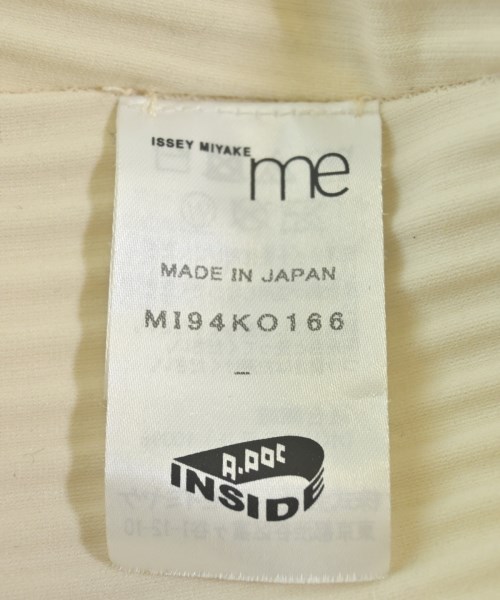 ISSEY MIYAKE me
MADE IN JAPAN
MI94KO166
–
A.POC
INSIDE